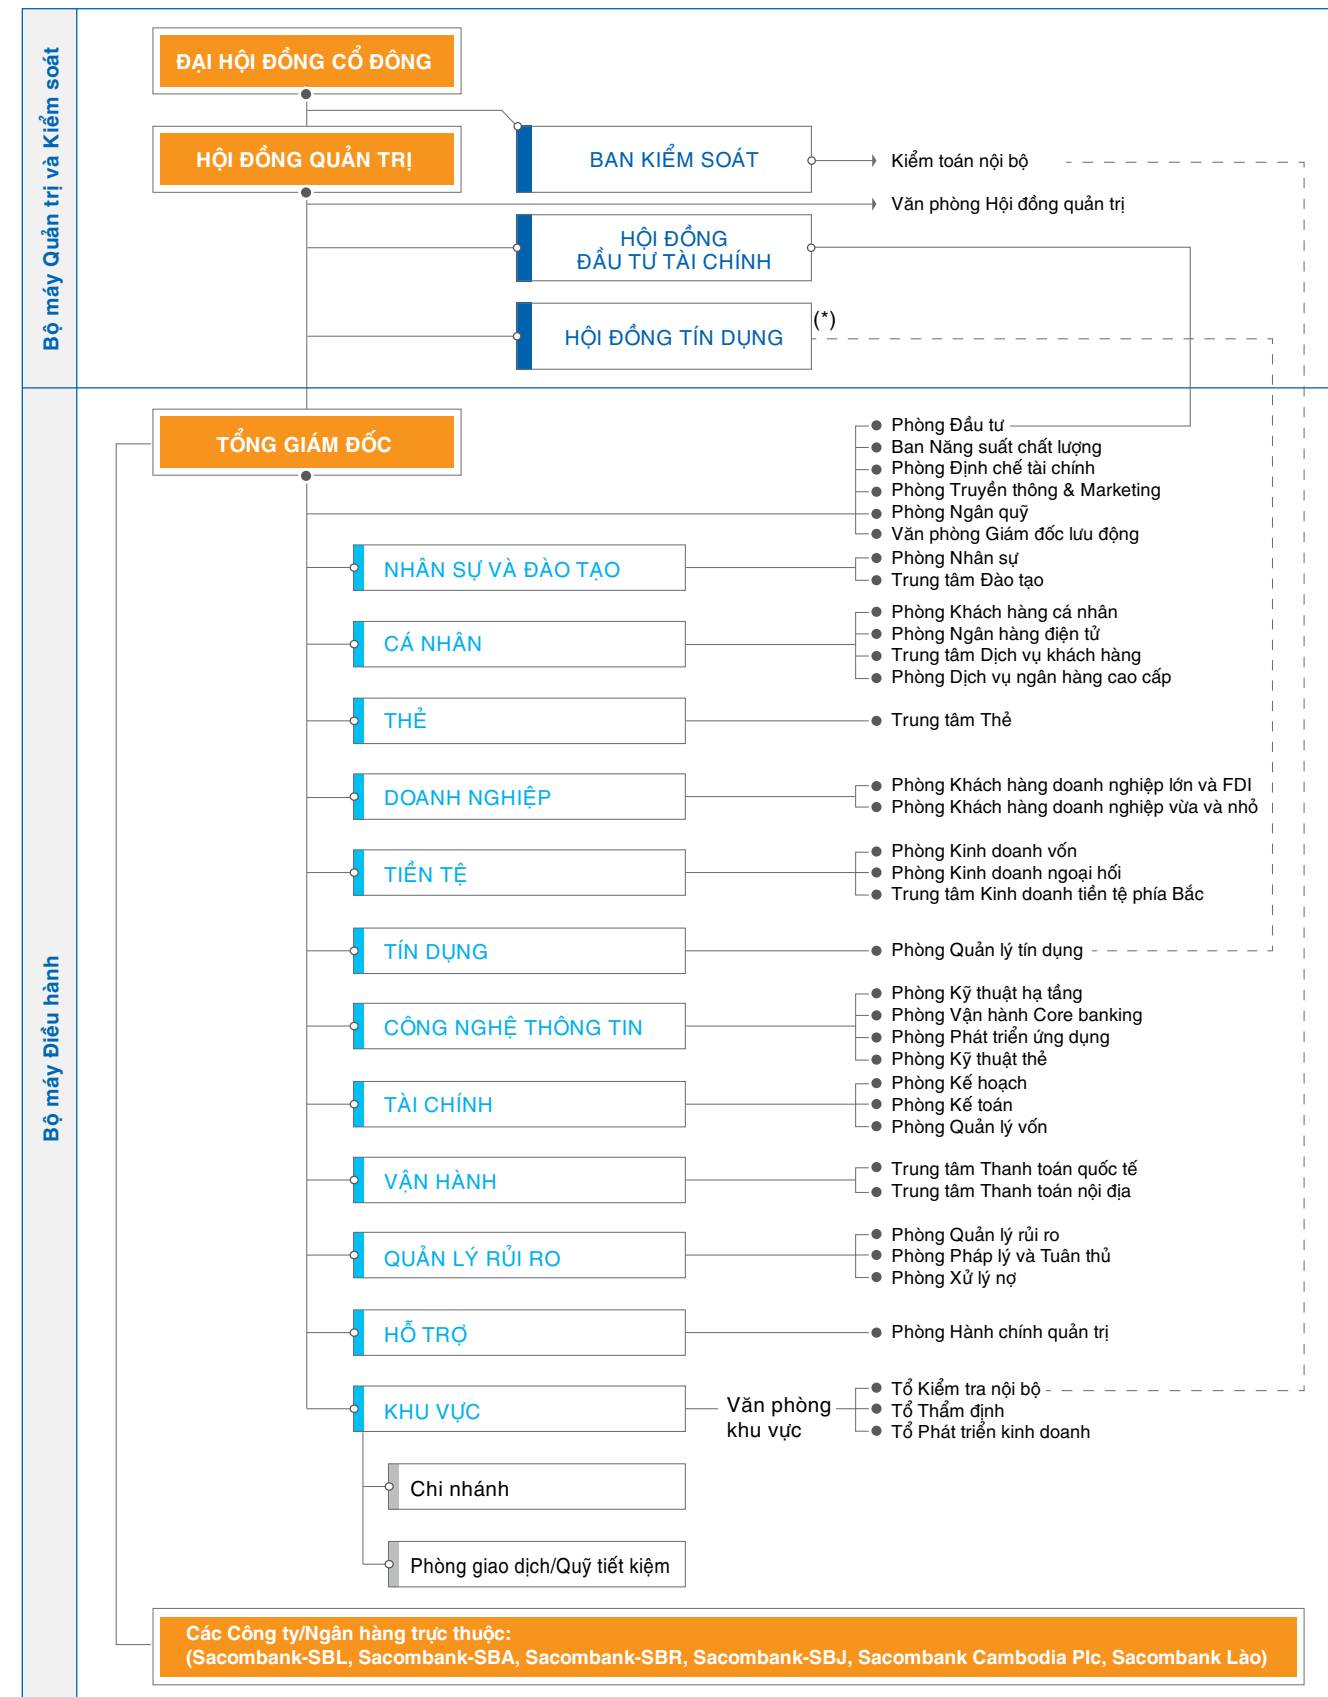 Bộ máy Quản trị và Kiểm soát
ĐẠI HỘI ĐỒNG CỔ ĐÔNG
HỘI ĐỒNG QUẢN TRỊ
BAN KIỂM SOÁT
Kiểm toán nội bộ
Văn phòng Hội đồng quản trị
HỘI ĐỒNG
ĐẦU TƯ TÀI CHÍNH
HỘI ĐỒNG TÍN DỤNG
(*)
Bộ máy Điều hành
TỔNG GIÁM ĐỐC
Phòng Đầu tư
Ban Năng suất chất lượng
Phòng Định chế tài chính
Phòng Truyền thông & Marketing
Phòng Ngân quỹ
Văn phòng Giám đốc lưu động
NHÂN SỰ VÀ ĐÀO TẠO
Phòng Nhân sự
Trung tâm Đào tạo
CÁ NHÂN
Phòng Khách hàng cá nhân
Phòng Ngân hàng điện tử
Trung tâm Dịch vụ khách hàng
Phòng Dịch vụ ngân hàng cao cấp
THẺ
Trung tâm Thẻ
DOANH NGHIỆP
Phòng Khách hàng doanh nghiệp lớn và FDI
Phòng Khách hàng doanh nghiệp vừa và nhỏ
TIỀN TỆ
Phòng Kinh doanh vốn
Phòng Kinh doanh ngoại hối
Trung tâm Kinh doanh tiền tệ phía Bắc
TÍN DỤNG
Phòng Quản lý tín dụng
CÔNG NGHỆ THÔNG TIN
Phòng Kỹ thuật hạ tầng
Phòng Vận hành Core banking
Phòng Phát triển ứng dụng
Phòng Kỹ thuật thẻ
TÀI CHÍNH
Phòng Kế hoạch
Phòng Kế toán
Phòng Quản lý vốn
VẬN HÀNH
Trung tâm Thanh toán quốc tế
Trung tâm Thanh toán nội địa
QUẢN LÝ RỦI RO
Phòng Quản lý rủi ro
Phòng Pháp lý và Tuân thủ
Phòng Xử lý nợ
HỖ TRỢ
Phòng Hành chính quản trị
KHU VỰC
Văn phòng
khu vực
Tổ Kiểm tra nội bộ
Tổ Thẩm định
Tổ Phát triển kinh doanh
Chi nhánh
Phòng giao dịch/Quỹ tiết kiệm
Các Công ty/Ngân hàng trực thuộc:
(Sacombank-SBL, Sacombank-SBA, Sacombank-SBR, Sacombank-SBJ, Sacombank Cambodia Plc, Sacombank Lào)